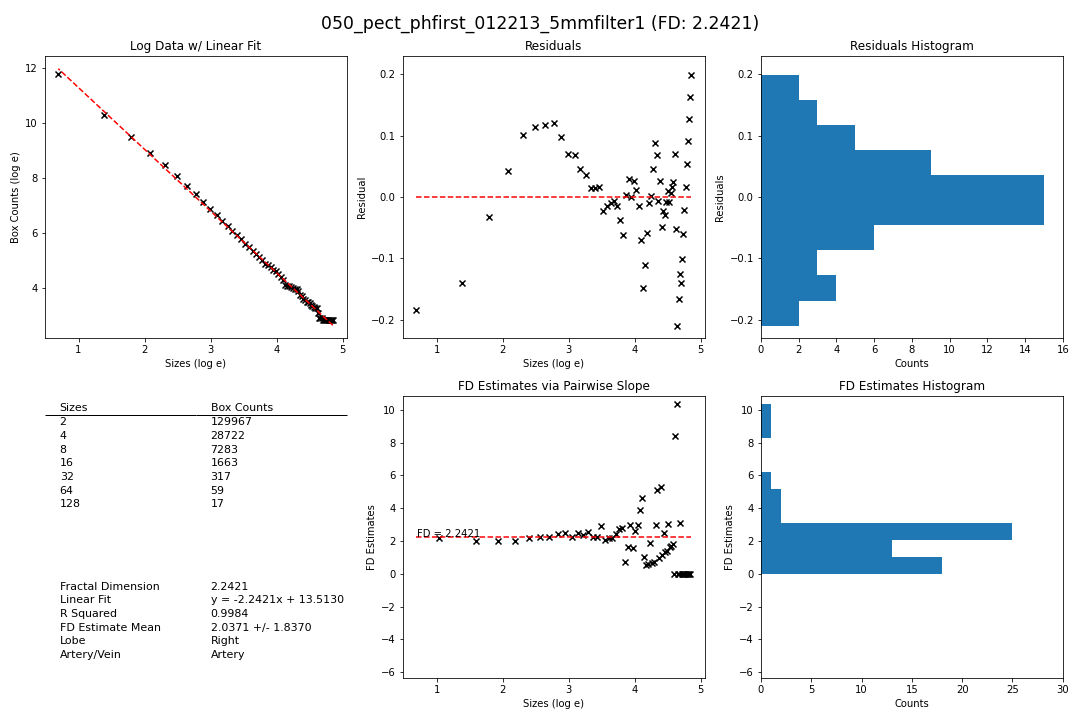 050_pect_phfirst_012213_5mmfilter1 (FD: 2.2421)
Log Data w/ Linear Fit
12
10
8
6
4
Box Counts (log e)
1 2 3 4 5
Sizes (log e)
Residuals
0.2
0.1
0.0
−0.1
−0.2
Residual
1 2 3 4 5
Sizes (log e)
Residuals Histogram
0.2
0.1
0.0
−0.1
−0.2
Residuals
0 2 4 6 8 10 12 14 16
Counts
Sizes Box Counts
2 129967
4 28722
8 7283
16 1663
32 317
64 59
128 17
Fractal Dimension 2.2421
Linear Fit y = -2.2421x + 13.5130
R Squared 0.9984
FD Estimate Mean 2.0371 +/- 1.8370
Lobe Right
Artery/Vein Artery
FD Estimates via Pairwise Slope
10
8
6
4
2
0
−2
−4
−6
FD Estimates
FD = 2.2421
1 2 3 4 5
Sizes (log e)
FD Estimates Histogram
10
8
6
4
2
0
−2
−4
−6
FD Estimates
0 5 10 15 20 25 30
Counts